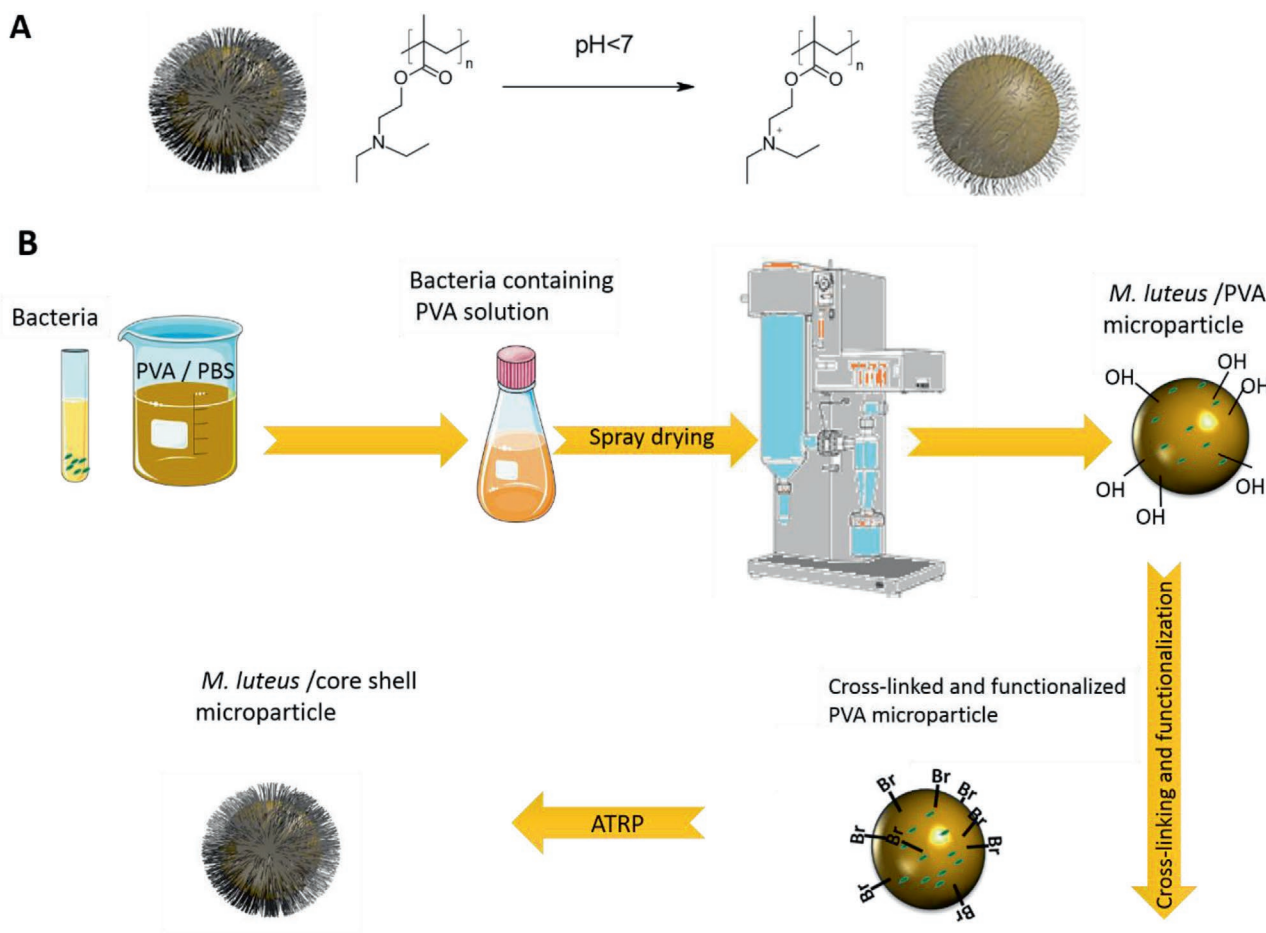 A
n
O
O
N
pH<7
n
O
O
N
+
B
Bacteria
PVA / PBS
Bacteria containing
PVA solution
Spray drying
M. luteus /PVA
microparticle
OH
OH
OH
OH
OH
OH
Cross-linking and functionalization
Cross-linked and functionalized
PVA microparticle
Br
Br
Br
Br
Br
Br
Br
Br
Br
ATRP
M. luteus /core shell
microparticle